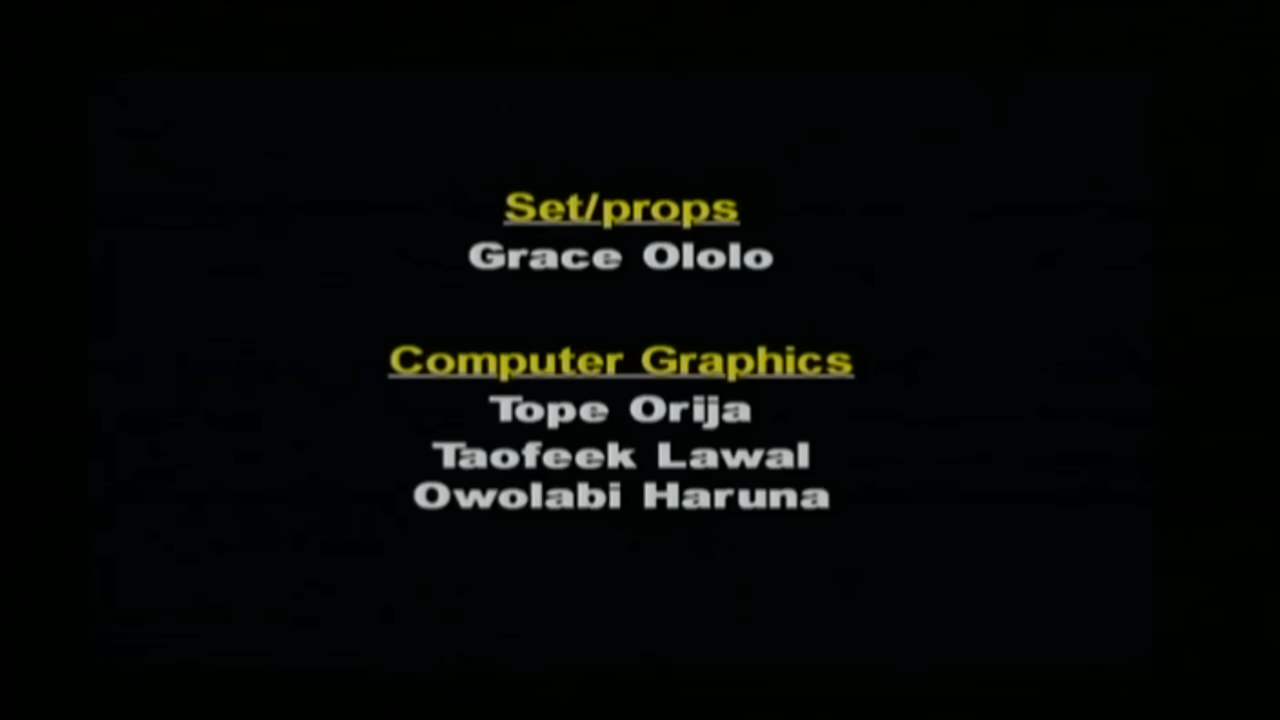 Set/props
Grace Ololo
Computer Graphics
Tope Orija
Taofeek Lawal
Owolabi Haruna